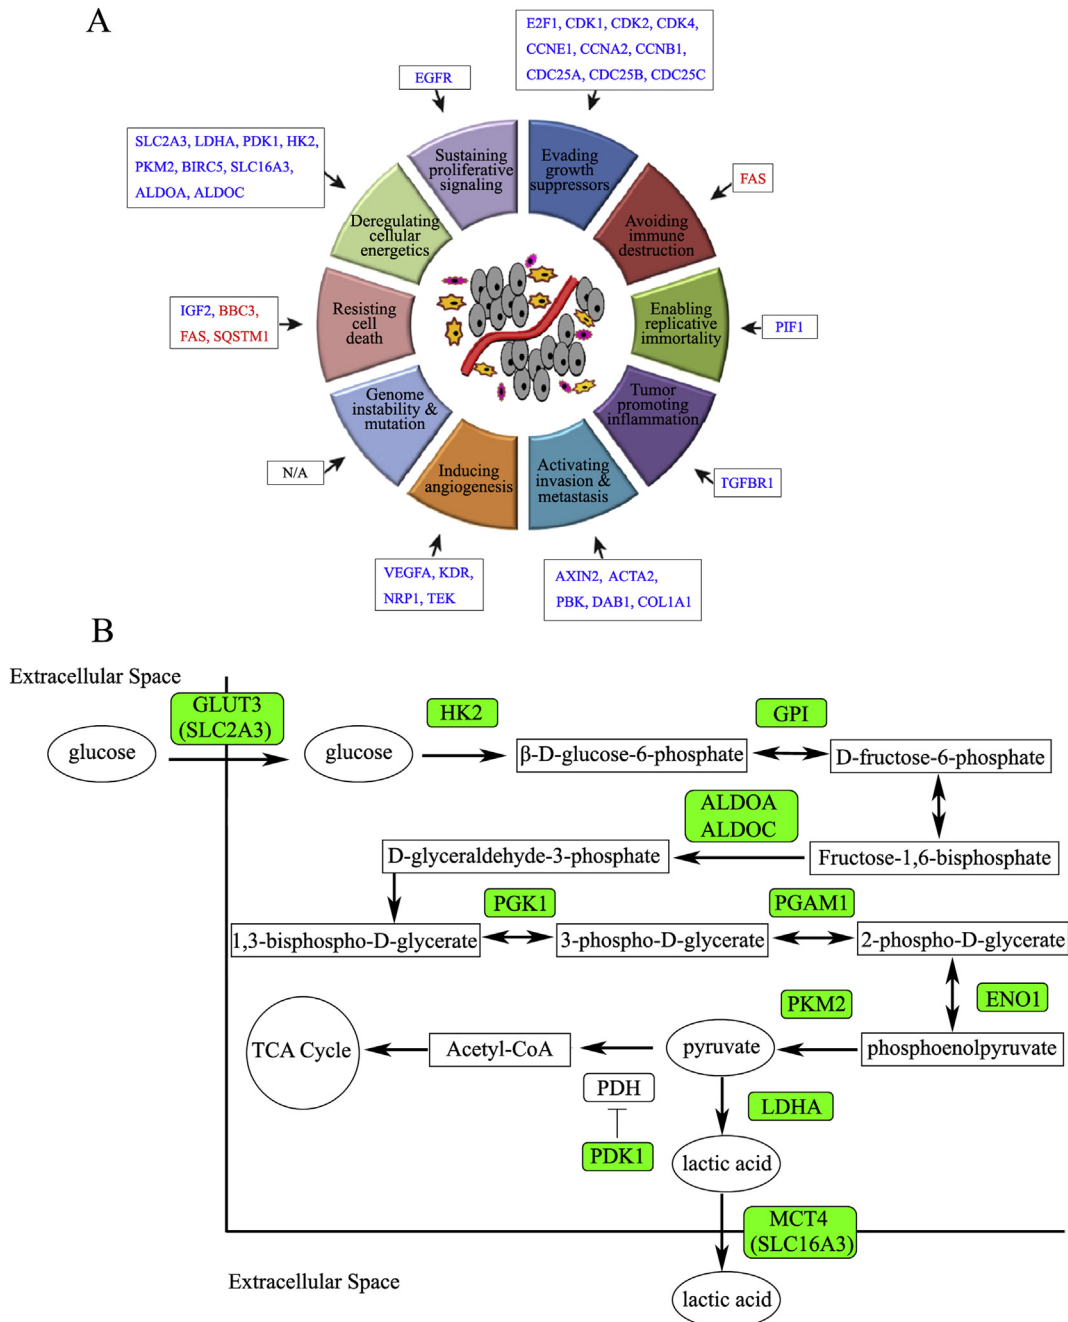 A
E2F1, CDK1, CDK2, CDK4,
CCNE1, CCNA2, CCNB1,
CDC25A, CDC25B, CDC25C
EGFR
SLC2A3, LDHA, PDK1, HK2,
PKM2, BIRC5, SLC16A3,
ALDOA, ALDOC
Sustaining
proliferative
signaling
Evading
growth
suppressors
FAS
Deregulating
cellular
energetics
Avoiding
immune
destruction
IGF2, BBC3,
FAS, SQSTM1
Resisting
cell
death
Enabling
replicative
immortality
PIF1
Genome
instability &
mutation
Tumor
promoting
inflammation
N/A
Inducing
angiogenesis
Activating
invasion &
metastasis
TGFBR1
VEGFA, KDR,
NRP1, TEK
AXIN2, ACTA2,
PBK, DAB1, COL1A1
B
Extracellular Space
GLUT3
(SLC2A3)
HK2
GPI
glucose
glucose
β-D-glucose-6-phosphate
D-fructose-6-phosphate
ALDOA
ALDOC
D-glyceraldehyde-3-phosphate
Fructose-1,6-bisphosphate
PGK1
PGAM1
1,3-bisphospho-D-glycerate
3-phospho-D-glycerate
2-phospho-D-glycerate
PKM2
ENO1
TCA Cycle
Acetyl-CoA
pyruvate
phosphoenolpyruvate
PDH
LDHA
PDK1
lactic acid
MCT4
(SLC16A3)
Extracellular Space
lactic acid